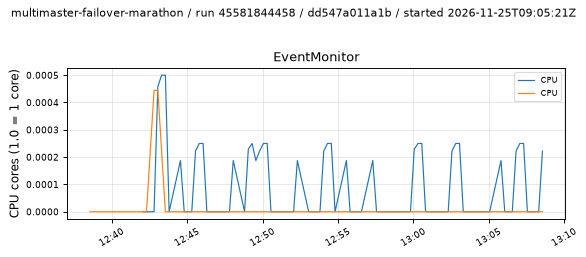 multimaster-failover-marathon / run 45581844458 / dd547a011a1b / started 2026-11-25T09:05:21Z
EventMonitor
CPU cores (1.0 = 1 core)
0.0005
0.0004
0.0003
0.0002
0.0001
0.0000
CPU
CPU
12:40
12:45
12:50
12:55
13:00
13:05
13:10